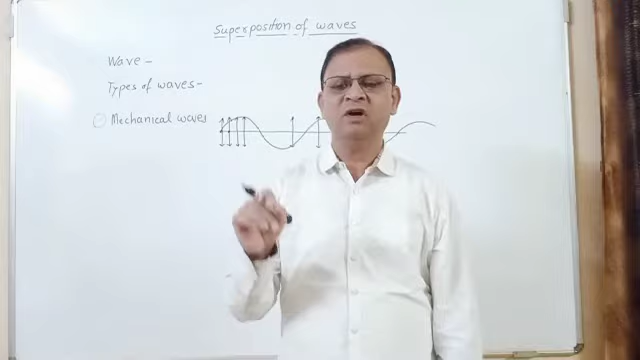 Superposition of waves
Wave -
Types of waves -
Mechanical waves